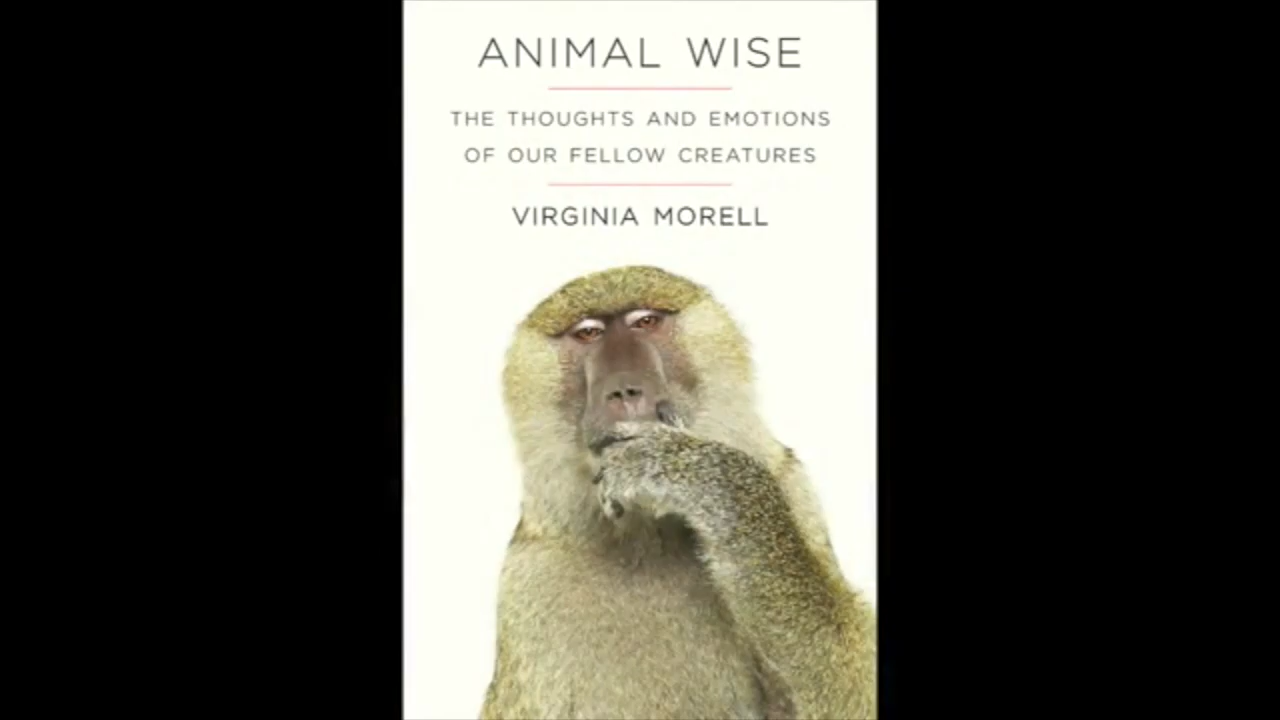 ANIMAL WISE
THE THOUGHTS AND EMOTIONS
OF OUR FELLOW CREATURES
VIRGINIA MORELL